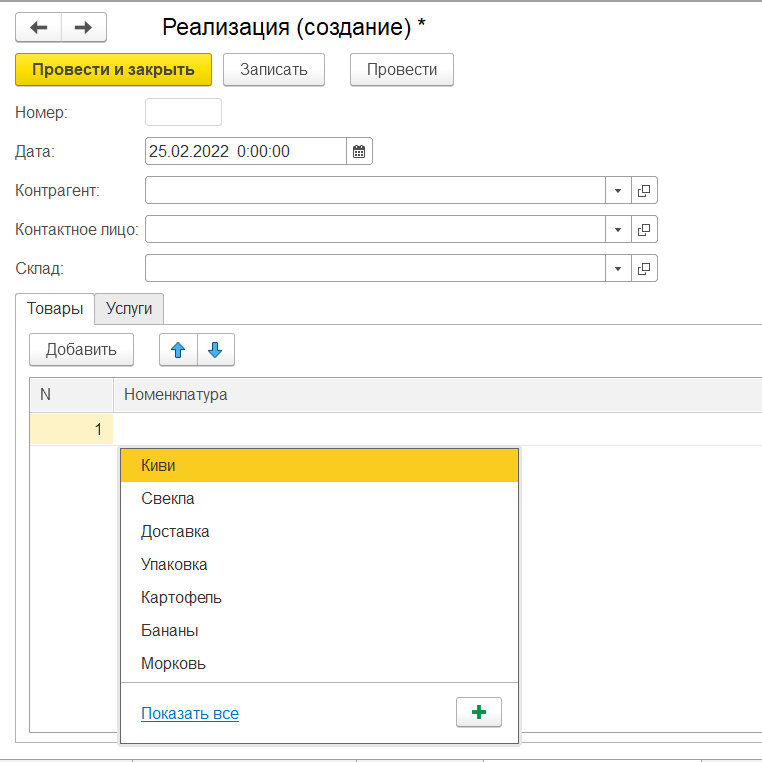 Реализация (создание) *
Провести и закрыть Записать Провести
Номер:
Дата: 25.02.2022 0:00:00
Контрагент:
Контактное лицо:
Склад:
Товары Услуги
Добавить
N Номенклатура
1
Киви
Свекла
Доставка
Упаковка
Картофель
Бананы
Морковь
Показать все